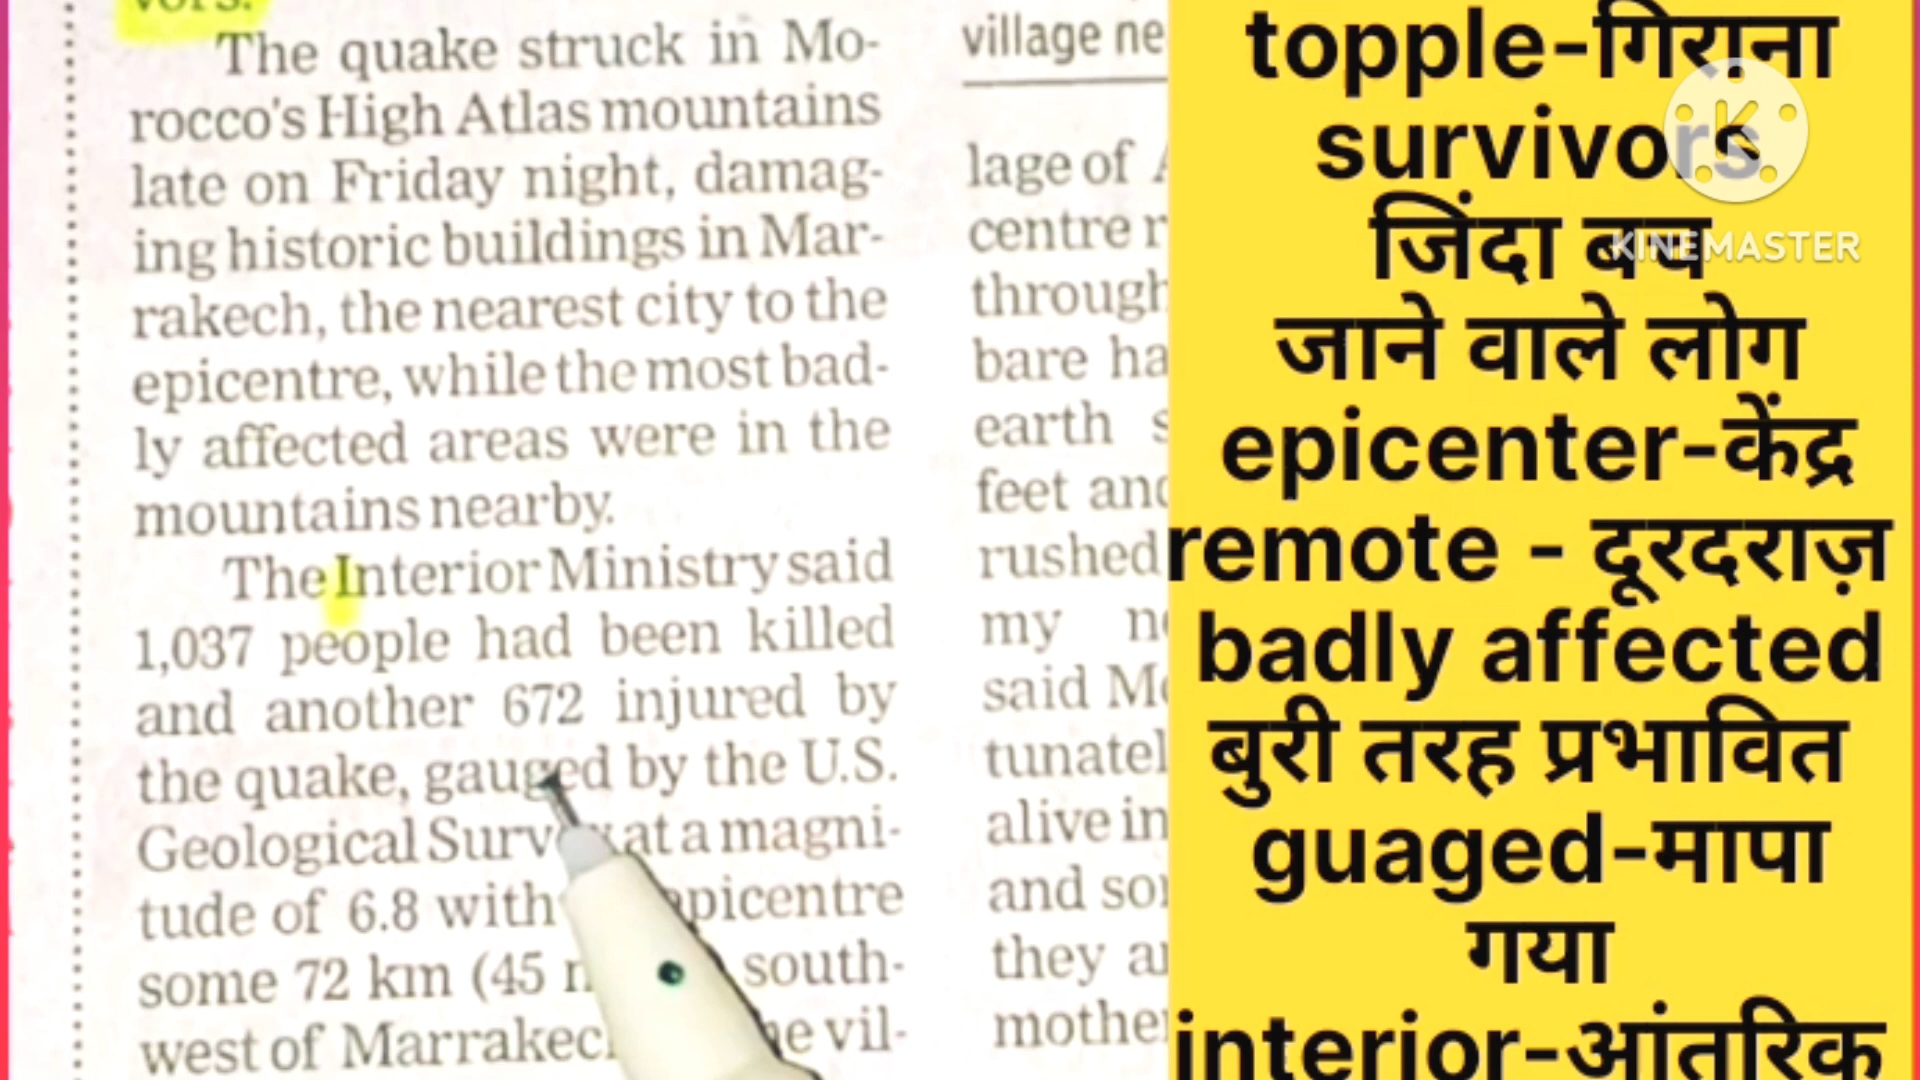 vors.
The quake struck in Mo-
rocco's High Atlas mountains
late on Friday night, damag-
ing historic buildings in Mar-
rakech, the nearest city to the
epicentre, while the most bad-
ly affected areas were in the
mountains nearby.
The Interior Ministry said
1,037 people had been killed
and another 672 injured by
the quake, gauged by the U.S.
Geological Survey at a magni-
tude of 6.8 with
some 72 km (45 south-
west of Marrakec vil-
village ne
lage of
centre r
through
bare ha
earth s
feet and
rushed
my n
said Mo
tunatel
alive in
and so
they a
mothe
topple-गिराना
survivors
जिंदा बच
जाने वाले लोग
epicenter-केंद्र
remote - दूरदराज़
badly affected
बुरी तरह प्रभावित
guaged-मापा
गया
interior-आंतरिक
K
KINEMASTER